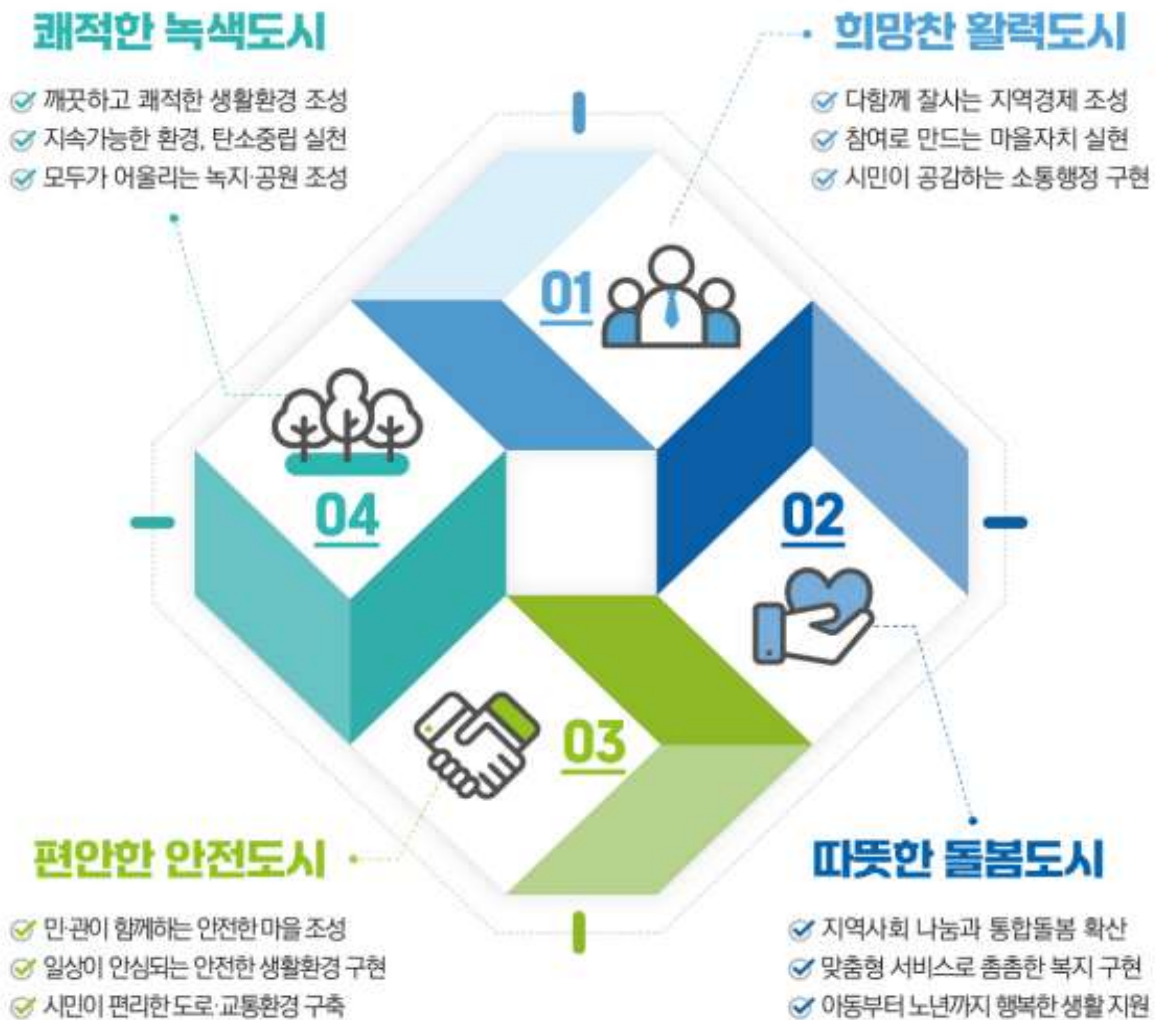 쾌적한 녹색도시
깨끗하고 쾌적한 생활환경 조성
지속가능한 환경, 탄소중립 실천
모두가 어울리는 녹지·공원 조성
희망찬 활력도시
다함께 잘사는 지역경제 조성
참여로 만드는 마을자치 실현
시민이 공감하는 소통행정 구현
01
02
04
03
편안한 안전도시
민·관이 함께하는 안전한 마을 조성
일상이 안심되는 안전한 생활환경 구현
시민이 편리한 도로·교통환경 구축
따뜻한 돌봄도시
지역사회 나눔과 통합돌봄 확산
맞춤형 서비스로 촘촘한 복지 구현
아동부터 노년까지 행복한 생활 지원